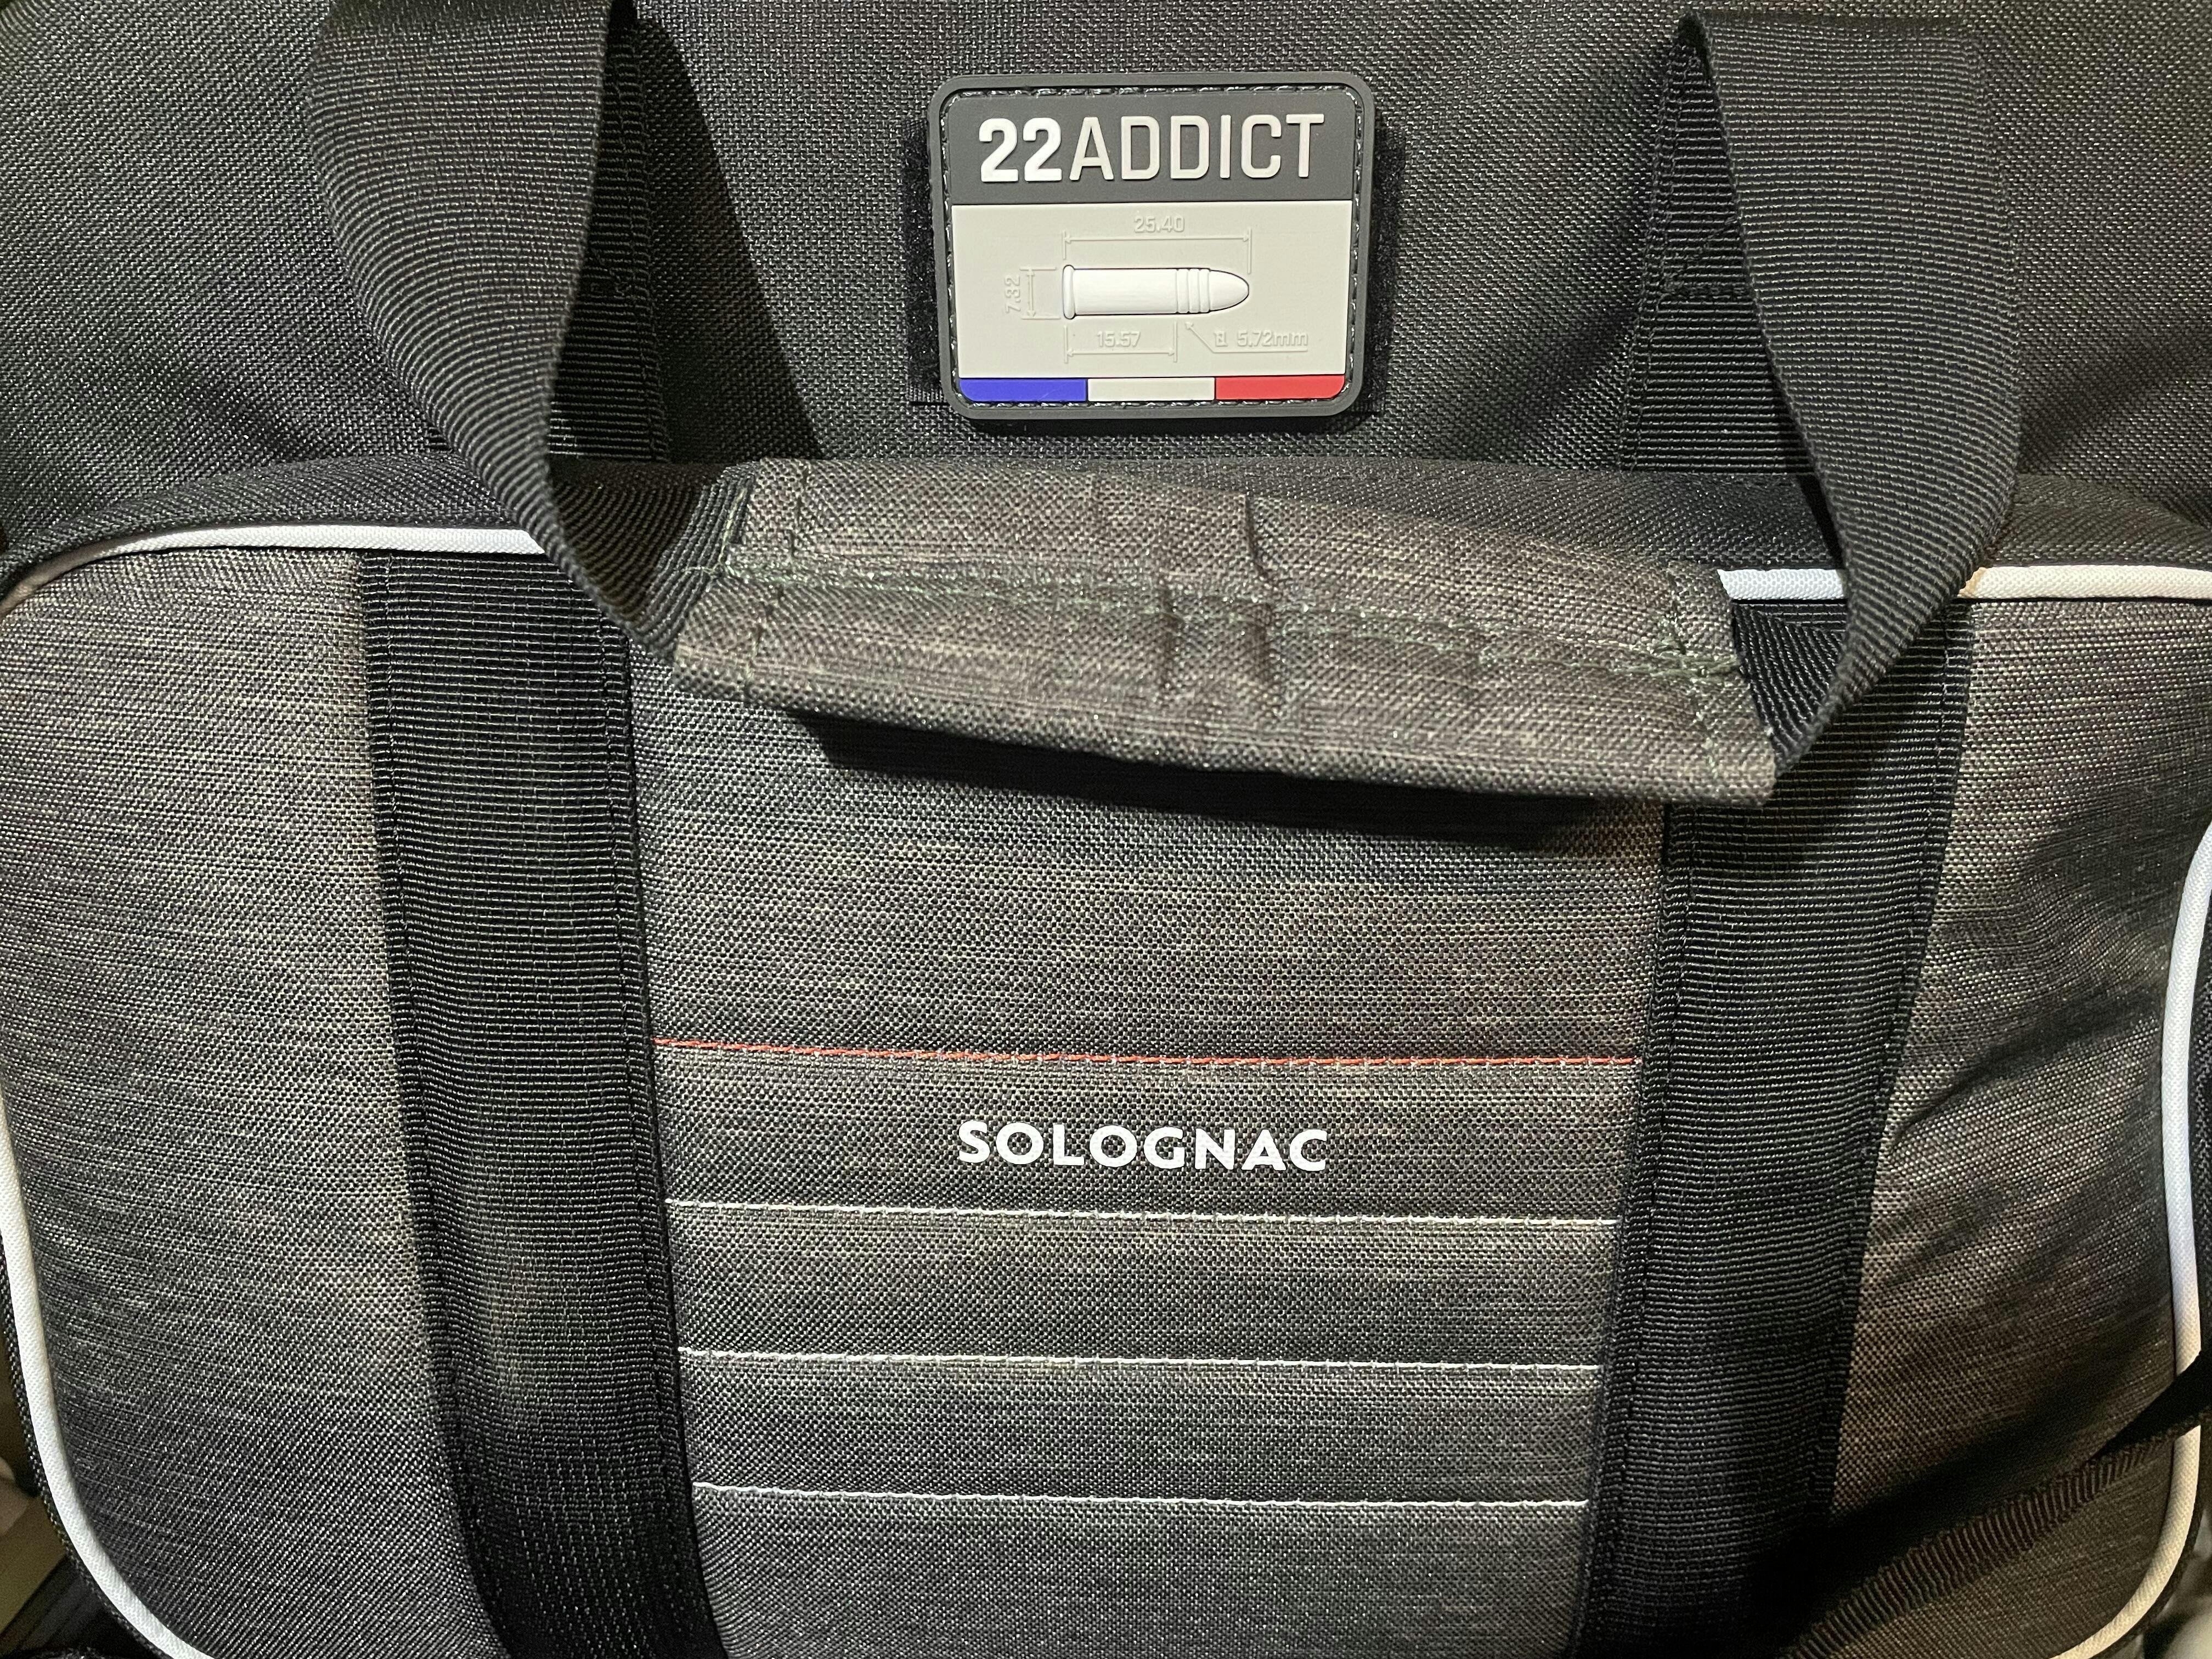 22ADDICT
25.40
7.32
15.57
5.72mm
SOLOGNAC